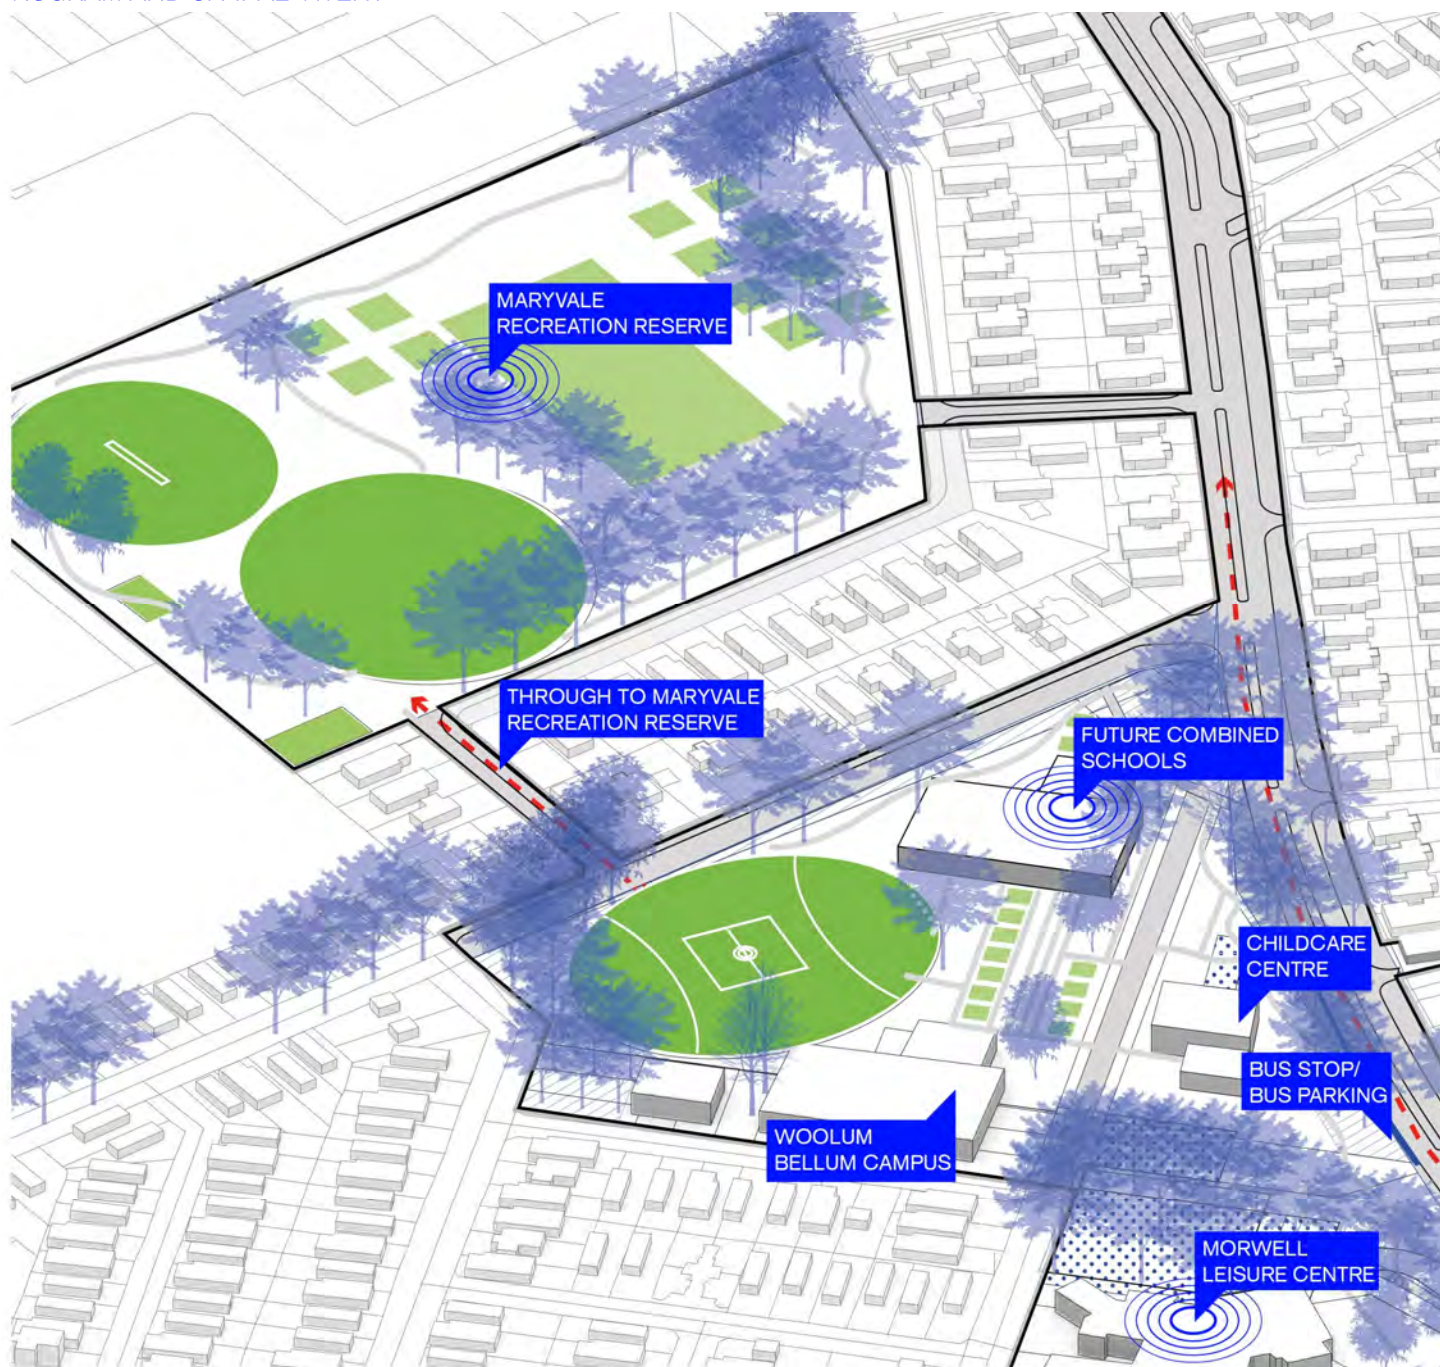 MARYVALE
RECREATION RESERVE
THROUGH TO MARYVALE
RECREATION RESERVE
FUTURE COMBINED
SCHOOLS
CHILDCARE
CENTRE
BUS STOP/
BUS PARKING
WOOLUM
BELLUM CAMPUS
MORWELL
LEISURE CENTRE